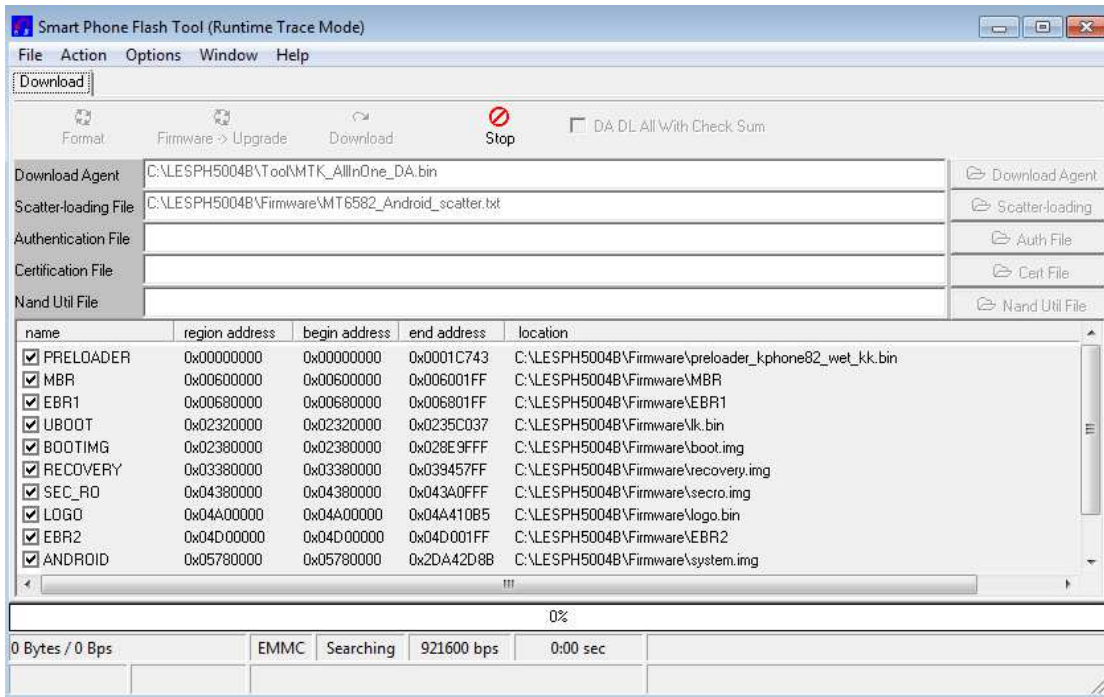 Smart Phone Flash Tool (Runtime Trace Mode)
File Action Options Window Help
Download
Format Firmware -> Upgrade Download Stop DA DL All With Check Sum
Download Agent C:\LESPH5004B\Tool\MTK_AllInOne_DA.bin Download Agent
Scatter-loading File C:\LESPH5004B\Firmware\MT6582_Android_scatter.txt Scatter-loading
Authentication File Auth File
Certification File Cert File
Nand Util File Nand Util File
name region address begin address end address location
PRELOADER 0x00000000 0x00000000 0x0001C743 C:\LESPH5004B\Firmware\preloader_kphone82_wet_kk.bin
MBR 0x00600000 0x00600000 0x006001FF C:\LESPH5004B\Firmware\MBR
EBR1 0x00680000 0x00680000 0x006801FF C:\LESPH5004B\Firmware\EBR1
UBOOT 0x02320000 0x02320000 0x0235C037 C:\LESPH5004B\Firmware\lk.bin
BOOTIMG 0x02380000 0x02380000 0x028E9FFF C:\LESPH5004B\Firmware\boot.img
RECOVERY 0x03380000 0x03380000 0x039457FF C:\LESPH5004B\Firmware\recovery.img
SEC_RO 0x04380000 0x04380000 0x043A0FFF C:\LESPH5004B\Firmware\secro.img
LOGO 0x04A00000 0x04A00000 0x04A410B5 C:\LESPH5004B\Firmware\logo.bin
EBR2 0x04D00000 0x04D00000 0x04D001FF C:\LESPH5004B\Firmware\EBR2
ANDROID 0x05780000 0x05780000 0x2DA42D8B C:\LESPH5004B\Firmware\system.img
0%
0 Bytes / 0 Bps EMMC Searching 921600 bps 0:00 sec